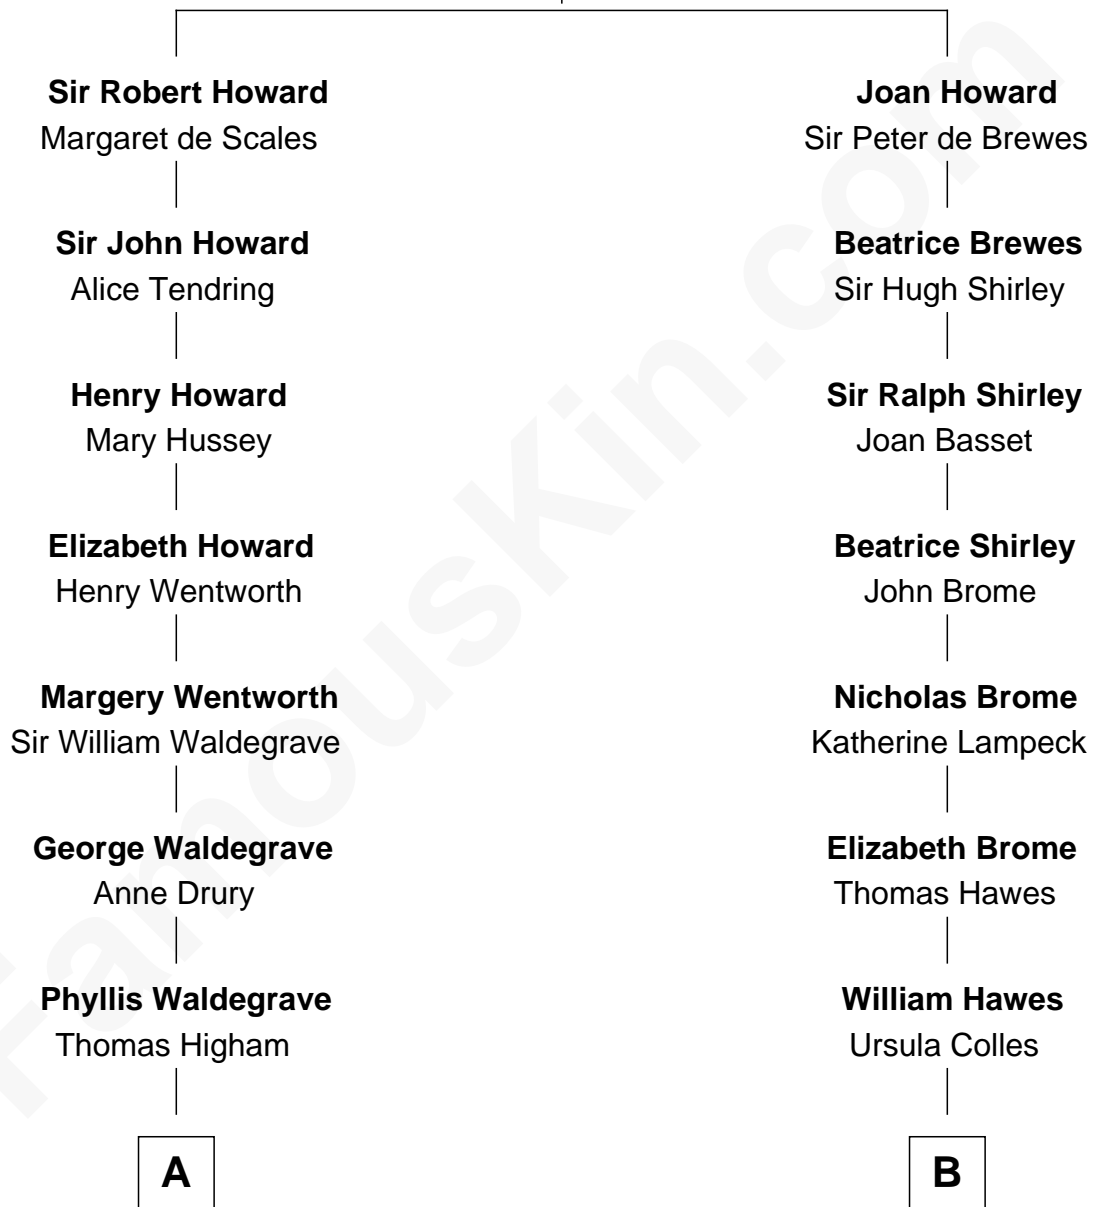 Sir Robert Howard
Margaret de Scales
Sir John Howard
Alice Tendring
Henry Howard
Mary Hussey
Elizabeth Howard
Henry Wentworth
Margery Wentworth
Sir William Waldegrave
George Waldegrave
Anne Drury
Phyllis Waldegrave
Thomas Higham
A
Joan Howard
Sir Peter de Brewes
Beatrice Brewes
Sir Hugh Shirley
Sir Ralph Shirley
Joan Basset
Beatrice Shirley
John Brome
Nicholas Brome
Katherine Lampeck
Elizabeth Brome
Thomas Hawes
William Hawes
Ursula Colles
B
FamousKin.com